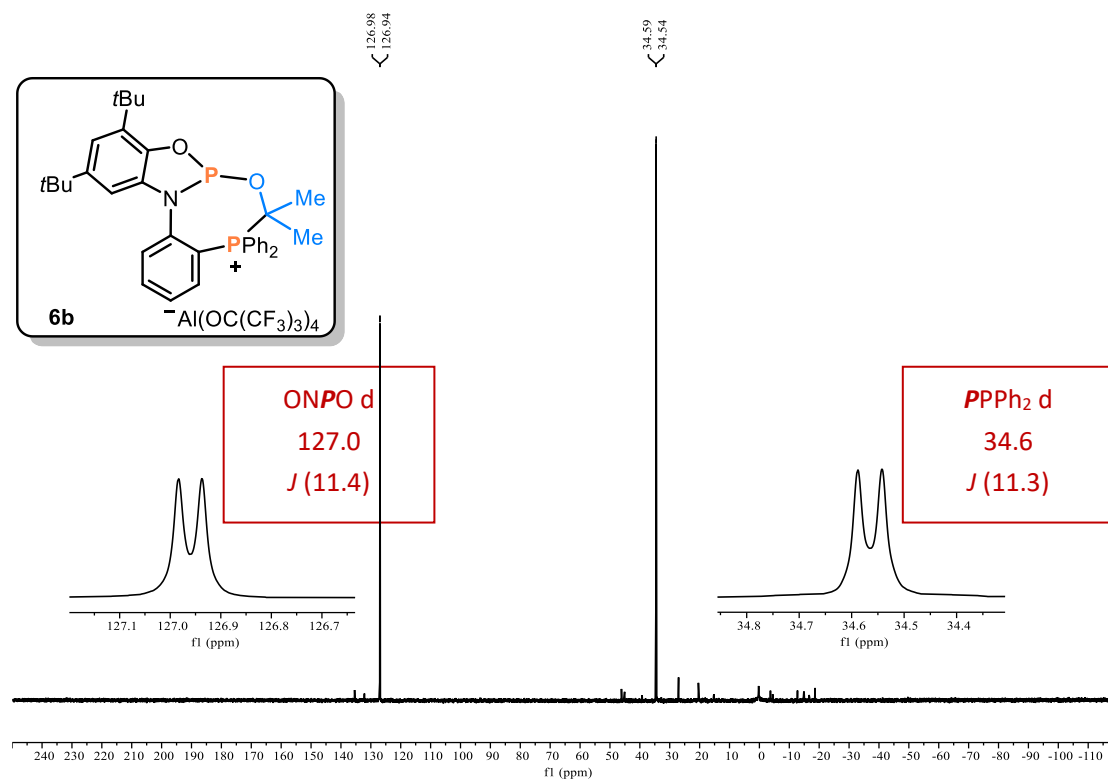 126.98
126.94
34.59
34.54
tBu
O
P
O
tBu
N
Me
Me
PPh₂
+
6b
⁻Al(OC(CF₃)₃)₄
ONPO d
127.0
J (11.4)
PPPh₂ d
34.6
J (11.3)
127.1 127.0 126.9 126.8 126.7
f1 (ppm)
34.8 34.7 34.6 34.5 34.4
f1 (ppm)
240 230 220 210 200 190 180 170 160 150 140 130 120 110 100 90 80 70 60 50 40 30 20 10 0 -10 -20 -30 -40 -50 -60 -70 -80 -90 -110
f1 (ppm)